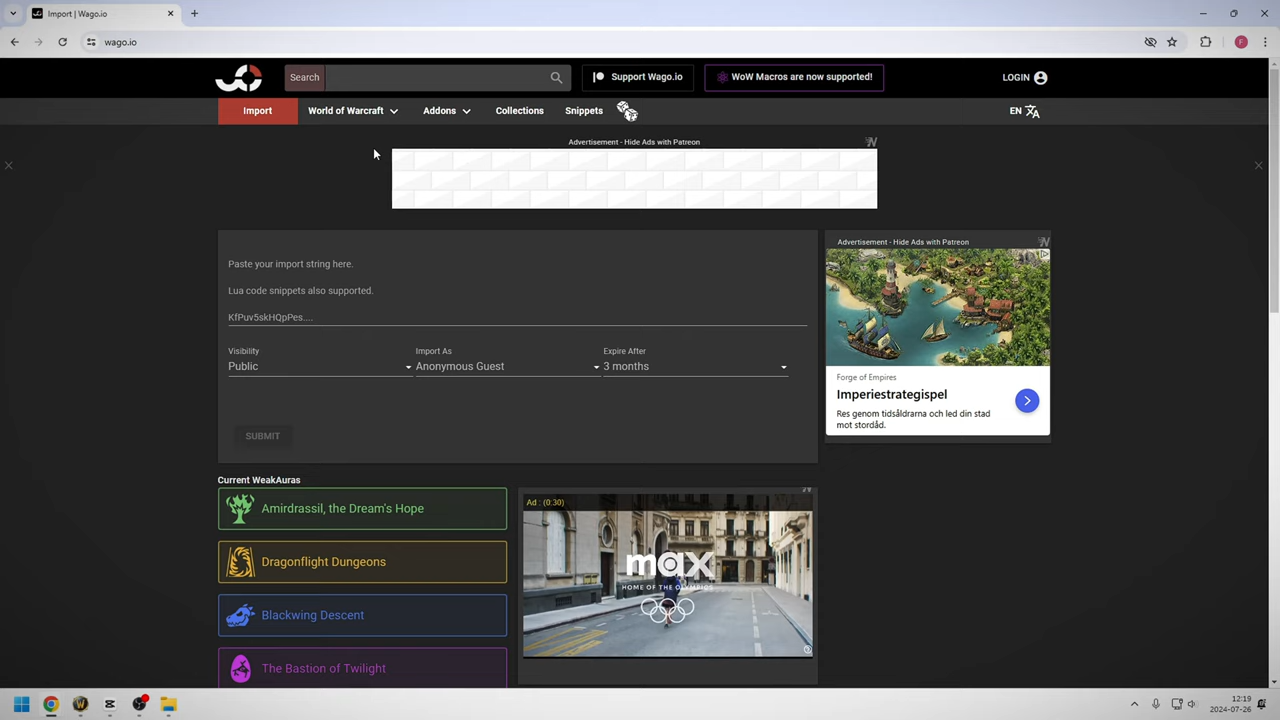 Import | Wago.io
wago.io
Search
Support Wago.io
WoW Macros are now supported!
LOGIN
Import
World of Warcraft
Addons
Collections
Snippets
EN
Advertisement - Hide Ads with Patreon
Paste your import string here.
Lua code snippets also supported.
KfPuv5skHQpPes....
Visibility
Import As
Expire After
Public
Anonymous Guest
3 months
SUBMIT
Advertisement - Hide Ads with Patreon
Forge of Empires
Imperiestrategispel
Res genom tidsåldrarna och led din stad
mot stordåd.
Current WeakAuras
Amirdrassil, the Dream's Hope
Dragonflight Dungeons
Blackwing Descent
The Bastion of Twilight
Ad : (0:30)
max
HOME OF THE OLYMPICS
12:19
2024-07-26